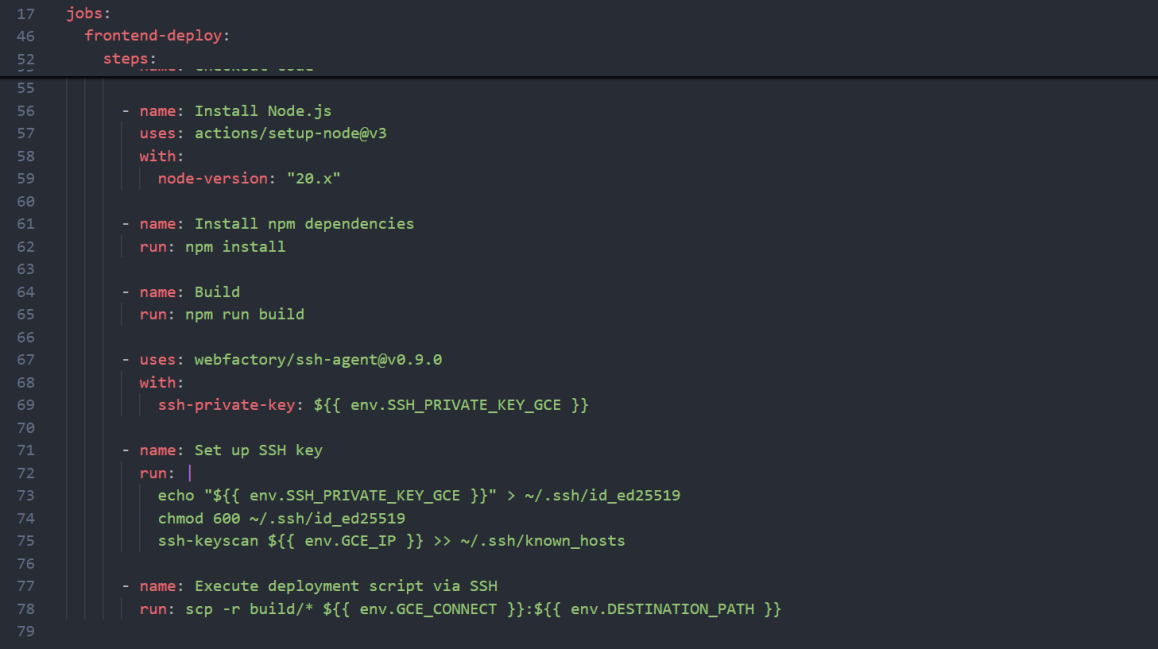 17 jobs:
46 frontend-deploy:
52 steps:
55
56 - name: Install Node.js
57 uses: actions/setup-node@v3
58 with:
59 node-version: "20.x"
60
61 - name: Install npm dependencies
62 run: npm install
63
64 - name: Build
65 run: npm run build
66
67 - uses: webfactory/ssh-agent@v0.9.0
68 with:
69 ssh-private-key: ${{ env.SSH_PRIVATE_KEY_GCE }}
70
71 - name: Set up SSH key
72 run: |
73 echo "${{ env.SSH_PRIVATE_KEY_GCE }}" > ~/.ssh/id_ed25519
74 chmod 600 ~/.ssh/id_ed25519
75 ssh-keyscan ${{ env.GCE_IP }} >> ~/.ssh/known_hosts
76
77 - name: Execute deployment script via SSH
78 run: scp -r build/* ${{ env.GCE_CONNECT }}:${{ env.DESTINATION_PATH }}
79